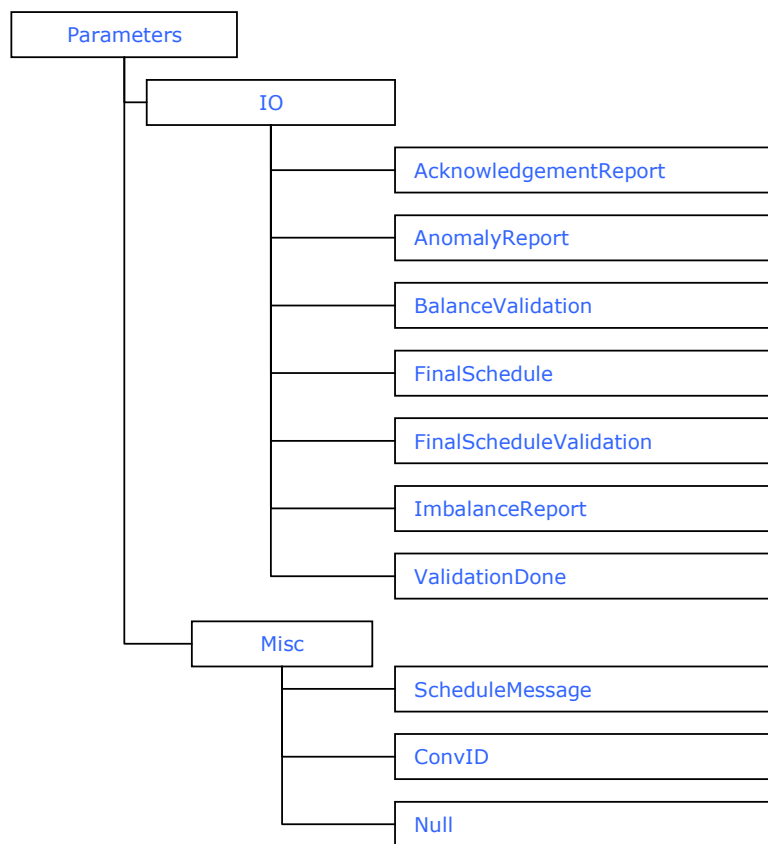 Parameters
IO
AcknowledgementReport
AnomalyReport
BalanceValidation
FinalSchedule
FinalScheduleValidation
ImbalanceReport
ValidationDone
Misc
ScheduleMessage
ConvID
Null